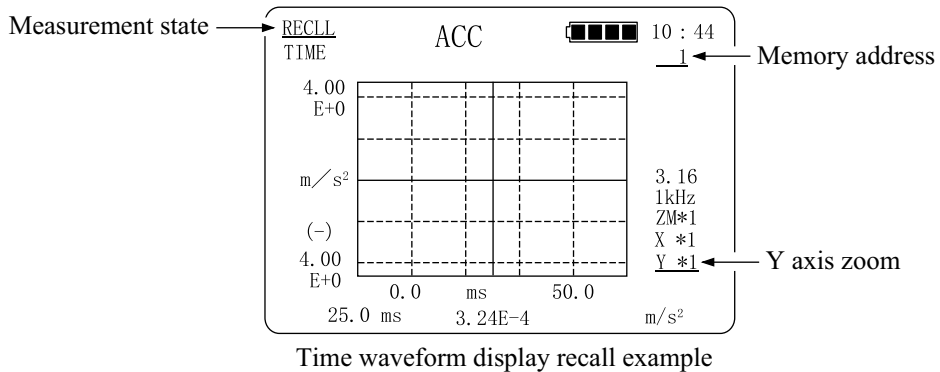 Measurement state
RECLL
TIME
ACC
10 : 44
1
Memory address
4.00
E+0
m/s²
(-)
4.00
E+0
3.16
1kHz
ZM*1
X *1
Y *1
Y axis zoom
0.0 ms 50.0
25.0 ms 3.24E-4 m/s²
Time waveform display recall example